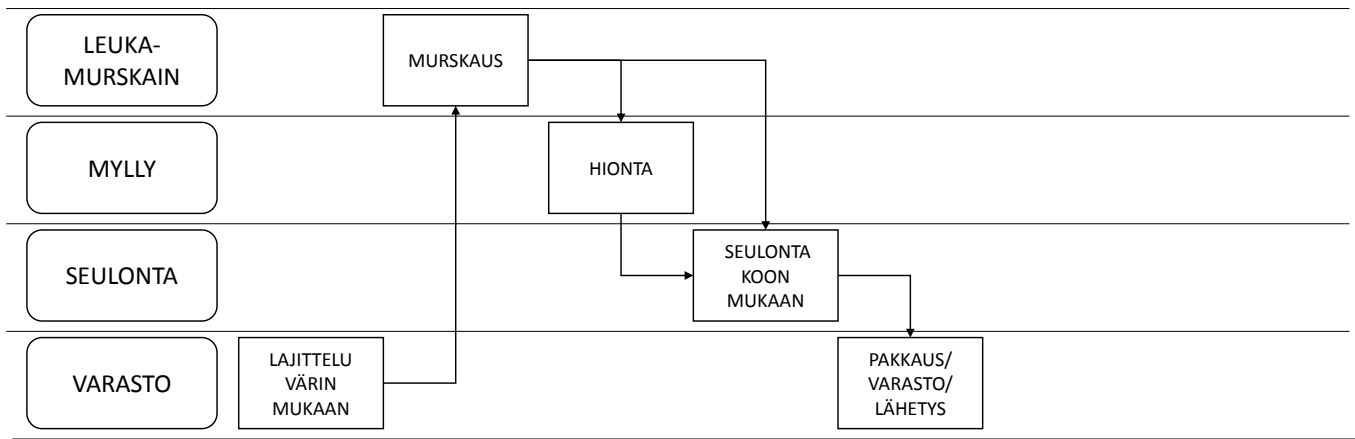 LEUKA-
MURSKAIN
MURSKAUS
MYLLY
HIONTA
SEULONTA
SEULONTA
KOON
MUKAAN
VARASTO
LAJITTELU
VÄRIN
MUKAAN
PAKKAUS/
VARASTO/
LÄHETYS